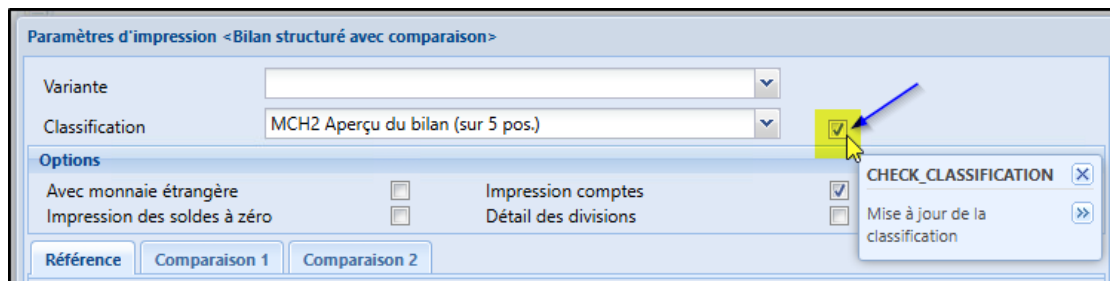 Paramètres d'impression <Bilan structuré avec comparaison>
Variante
Classification MCH2 Aperçu du bilan (sur 5 pos.)
Options
Avec monnaie étrangère Impression comptes
Impression des soldes à zéro Détail des divisions
CHECK_CLASSIFICATION
Mise à jour de la
classification
Référence Comparaison 1 Comparaison 2